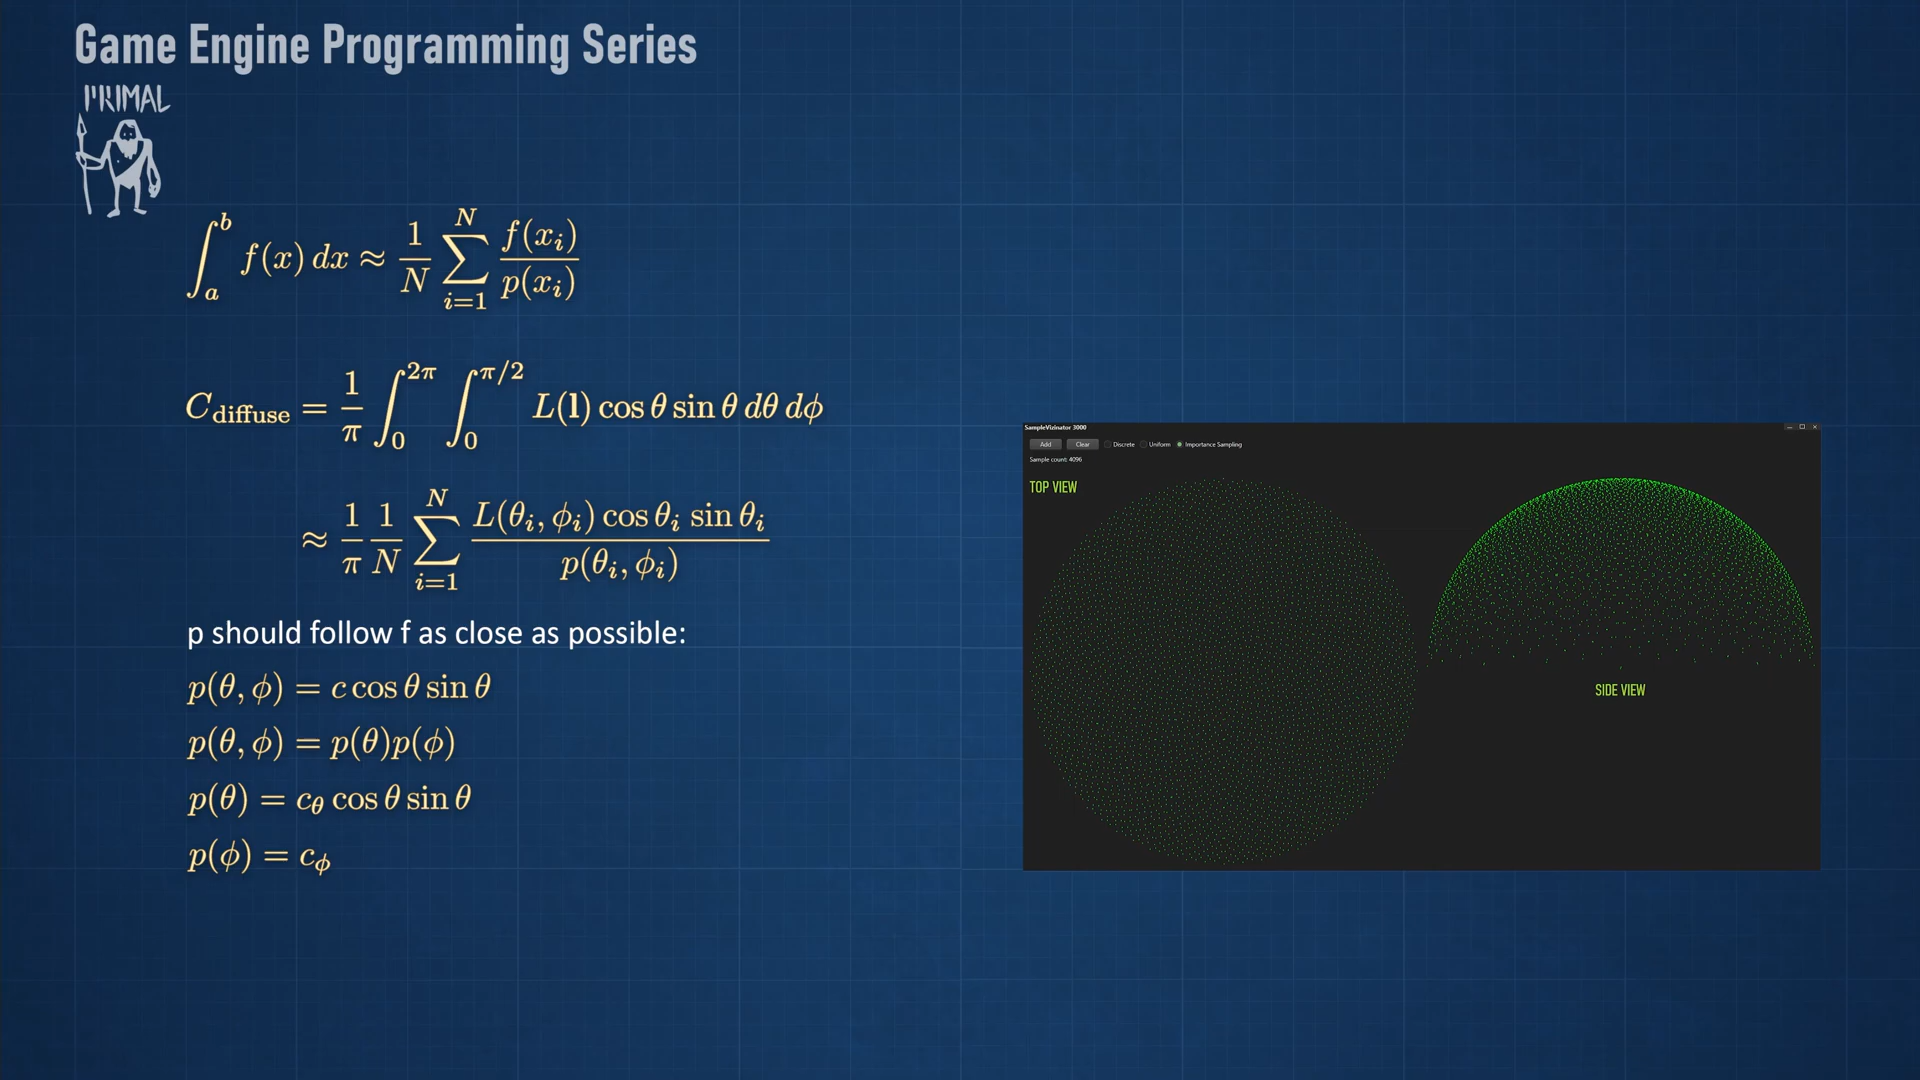 Game Engine Programming Series
PRIMAL
∫_a^b f(x) dx ≈ 1/N ∑_{i=1}^N f(x_i)/p(x_i)
C_diffuse = 1/π ∫_0^{2π} ∫_0^{π/2} L(l) cos θ sin θ dθ dϕ
≈ 1/π 1/N ∑_{i=1}^N L(θ_i, ϕ_i) cos θ_i sin θ_i / p(θ_i, ϕ_i)
p should follow f as close as possible:
p(θ, ϕ) = c cos θ sin θ
p(θ, ϕ) = p(θ)p(ϕ)
p(θ) = c_θ cos θ sin θ
p(ϕ) = c_ϕ
SampleVizinator 3000
Add Clear Discrete Uniform Importance Sampling
Sample count: 4096
TOP VIEW
SIDE VIEW